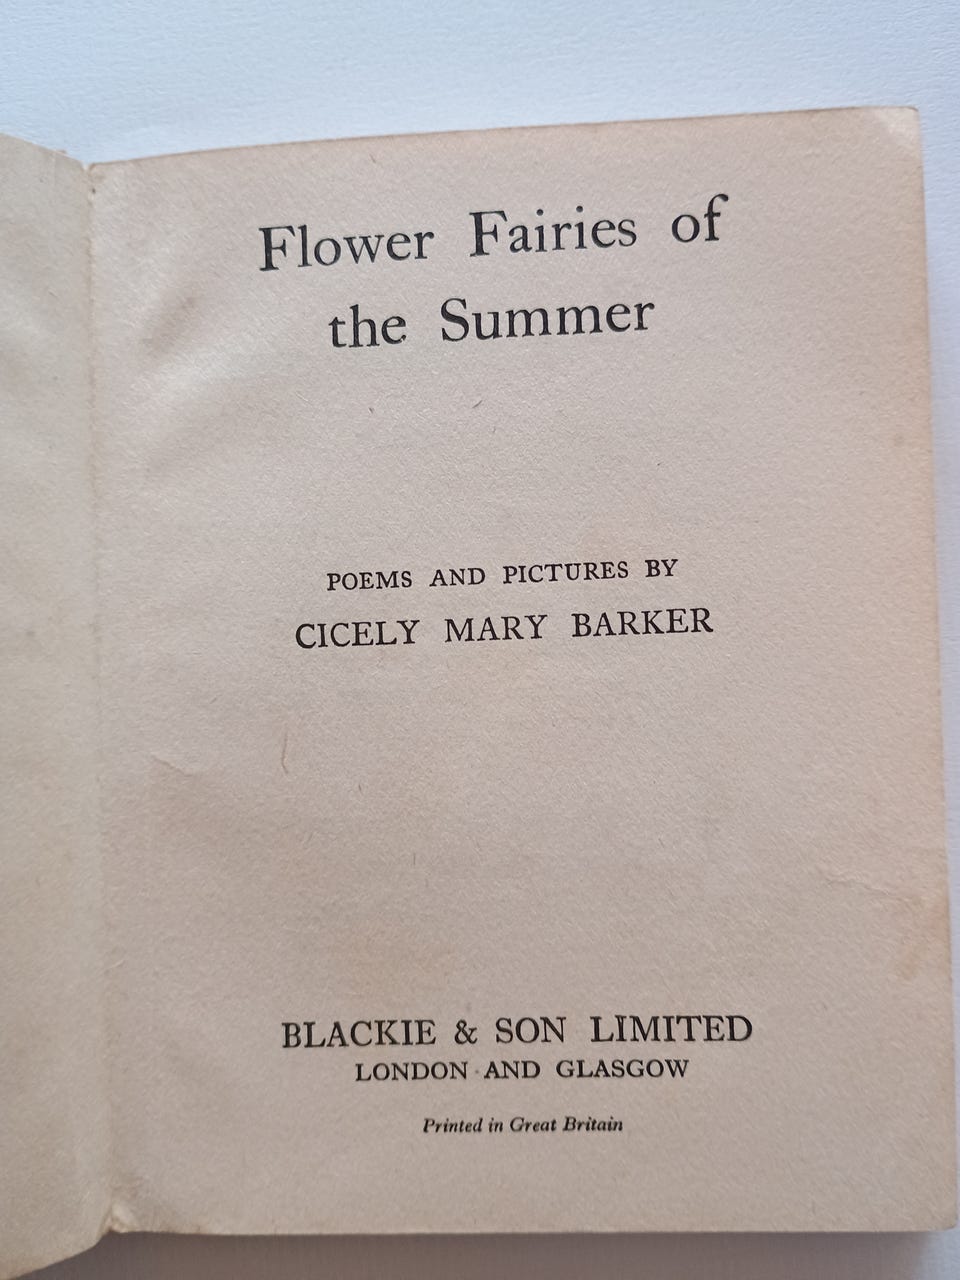 Flower Fairies of
the Summer
POEMS AND PICTURES BY
CICELY MARY BARKER
BLACKIE & SON LIMITED
LONDON AND GLASGOW
Printed in Great Britain